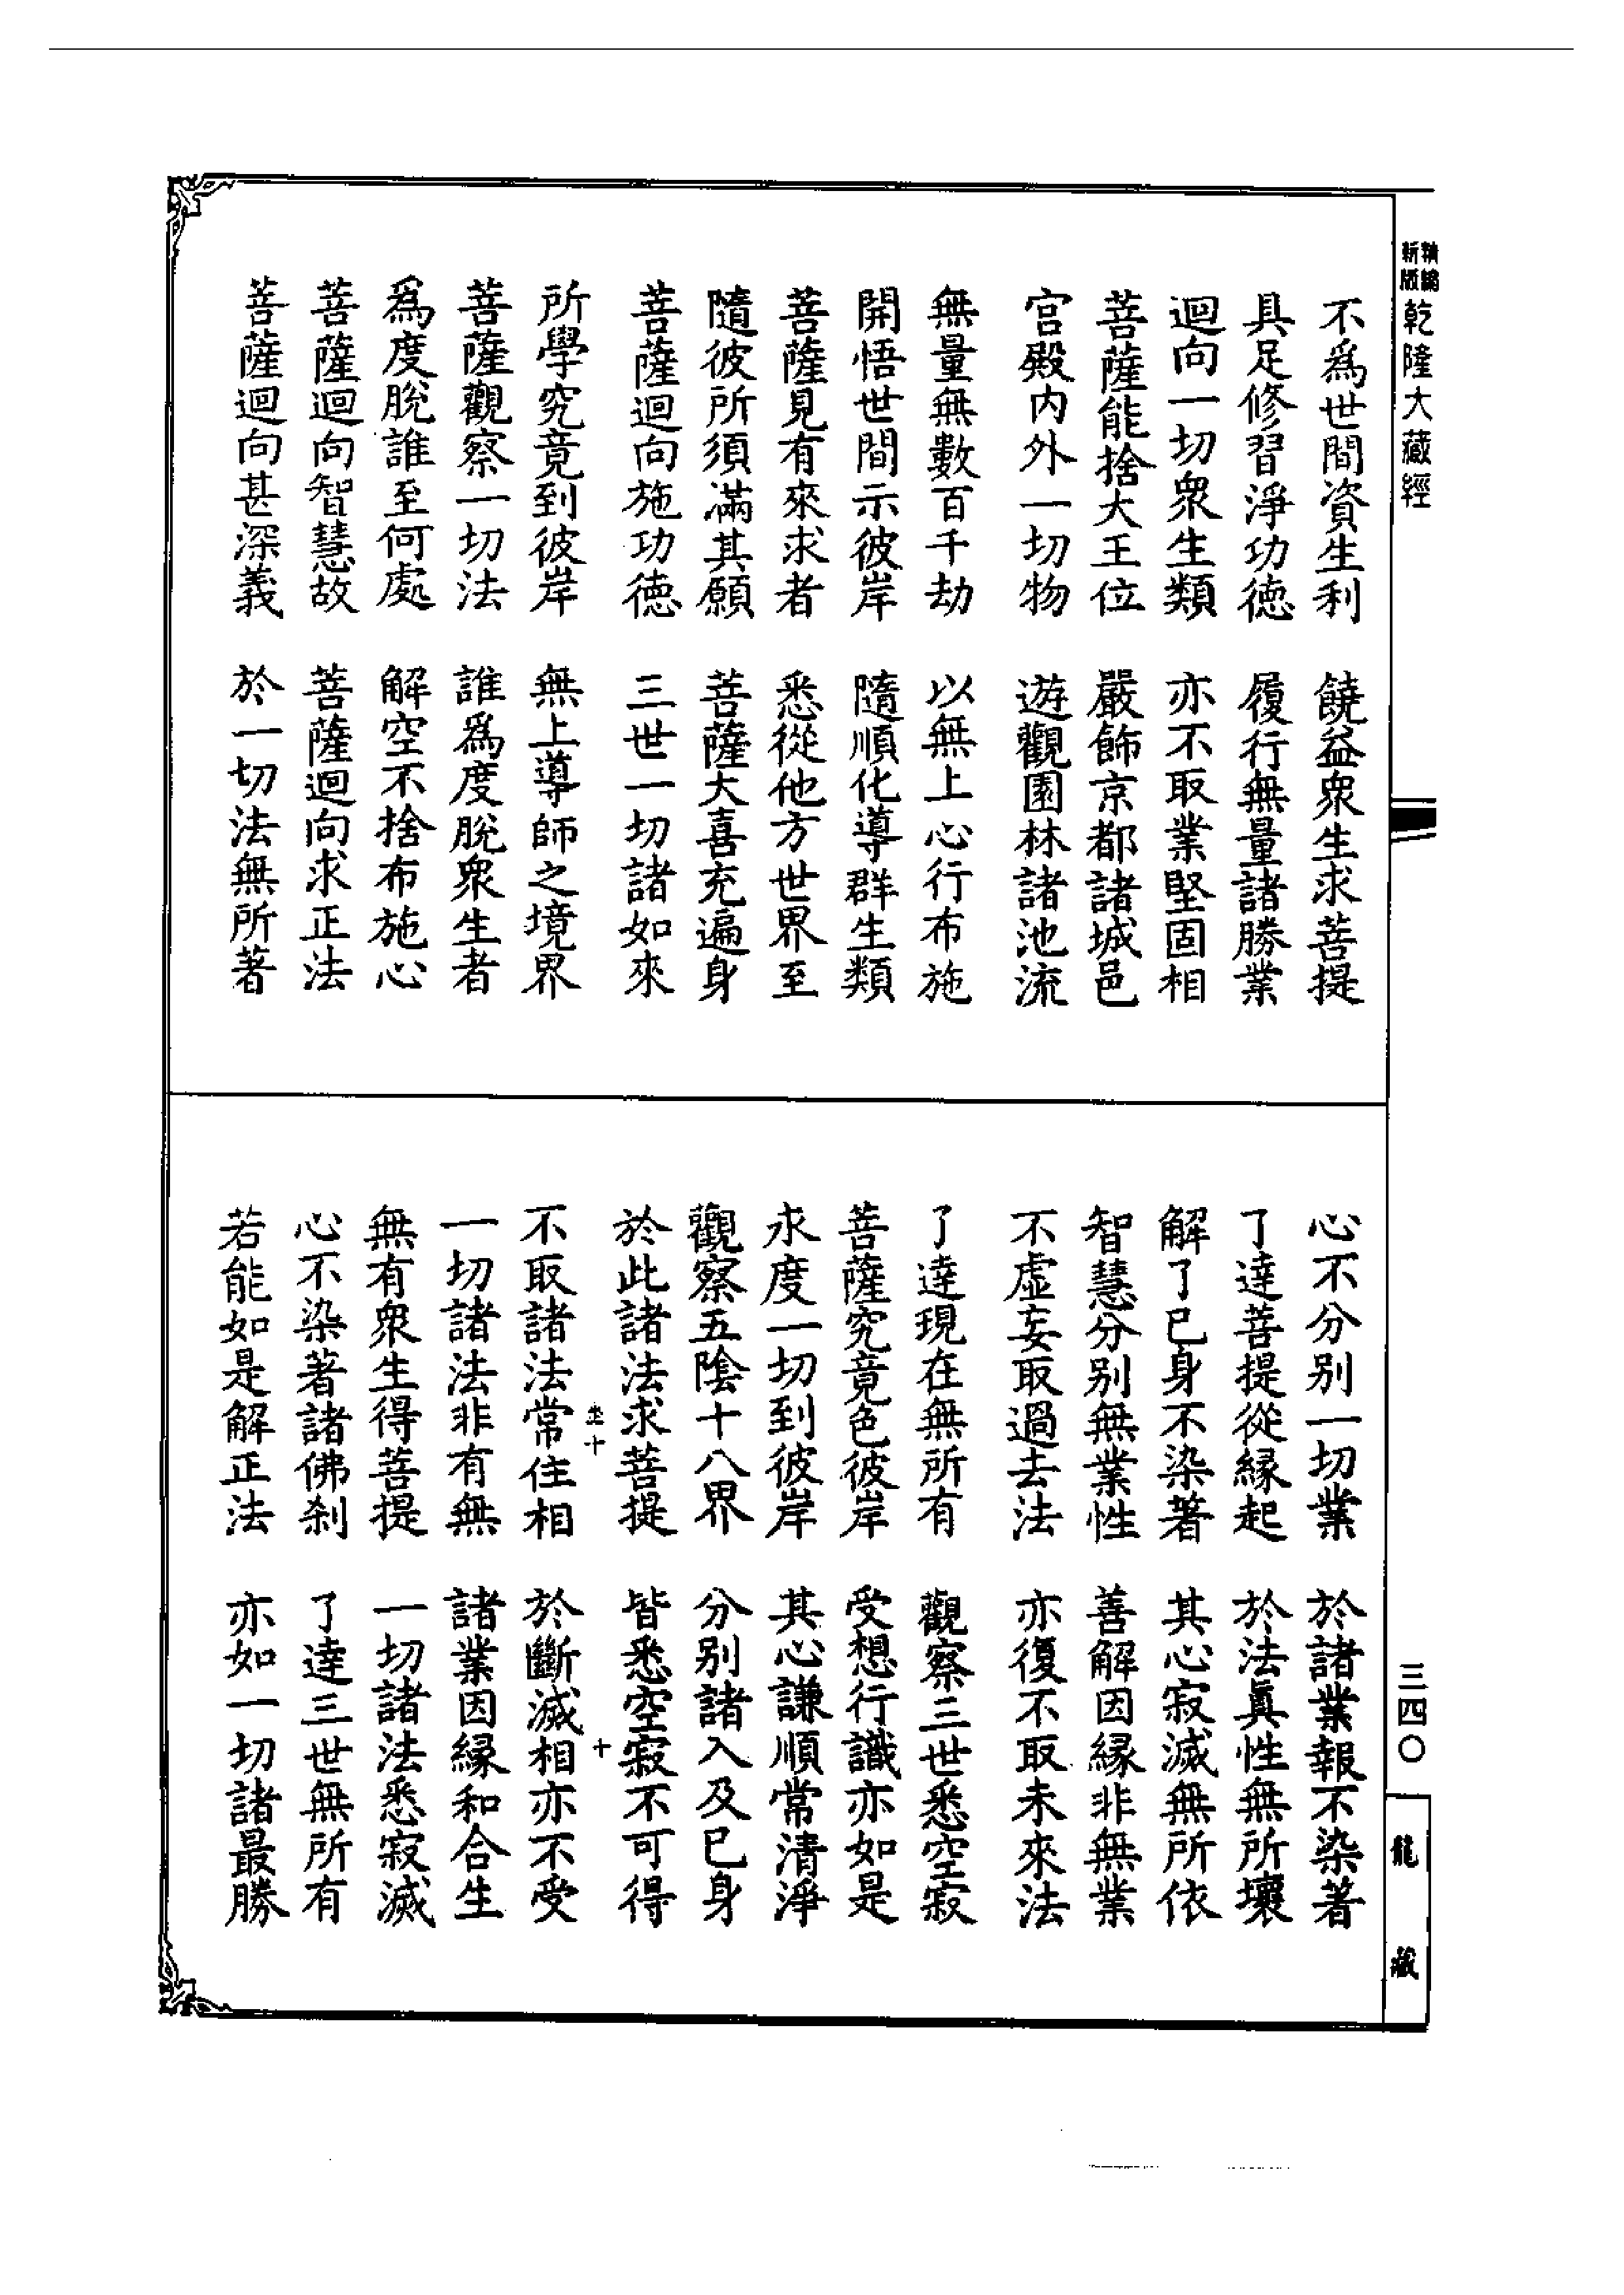 新版精編乾隆大藏經
不爲世間資生利　饒益衆生求菩提
具足修習淨功德　履行無量諸勝業
迴向一切衆生類　亦不取業堅固相
菩薩能捨大王位　嚴飾京都諸城邑
宮殿內外一切物　遊觀園林諸池流
無量無數百千劫　以無上心行布施
開悟世間示彼岸　隨順化導群生類
菩薩見有來求者　悉從他方世界至
隨彼所須滿其願　菩薩大喜充遍身
菩薩迴向施功德　三世一切諸如來
所學究竟到彼岸　無上導師之境界
菩薩觀察一切法　誰爲度脫衆生者
爲度脫誰至何處　解空不捨布施心
菩薩迴向智慧故　菩薩迴向求正法
菩薩迴向甚深義　於一切法無所著
心不分別一切業　於諸業報不染著
了達菩提從緣起　於法眞性無所壞
解了已身不染著　其心寂滅無所依
智慧分別無業性　善解因緣非無業
不虛妄取過去法　亦復不取未來法
了達現在無所有　觀察三世悉空寂
菩薩究竟色彼岸　受想行識亦如是
求度一切到彼岸　其心謙順常清淨
觀察五陰十八界　分別諸入及已身
於此諸法求菩提　皆悉空寂不可得
十　十
不取諸法常住相　於斷滅相亦不受
一切諸法非有無　諸業因緣和合生
無有衆生得菩提　一切諸法悉寂滅
心不染著諸佛刹　了達三世無所有
若能如是解正法　亦如一切諸最勝
三四〇
龍藏